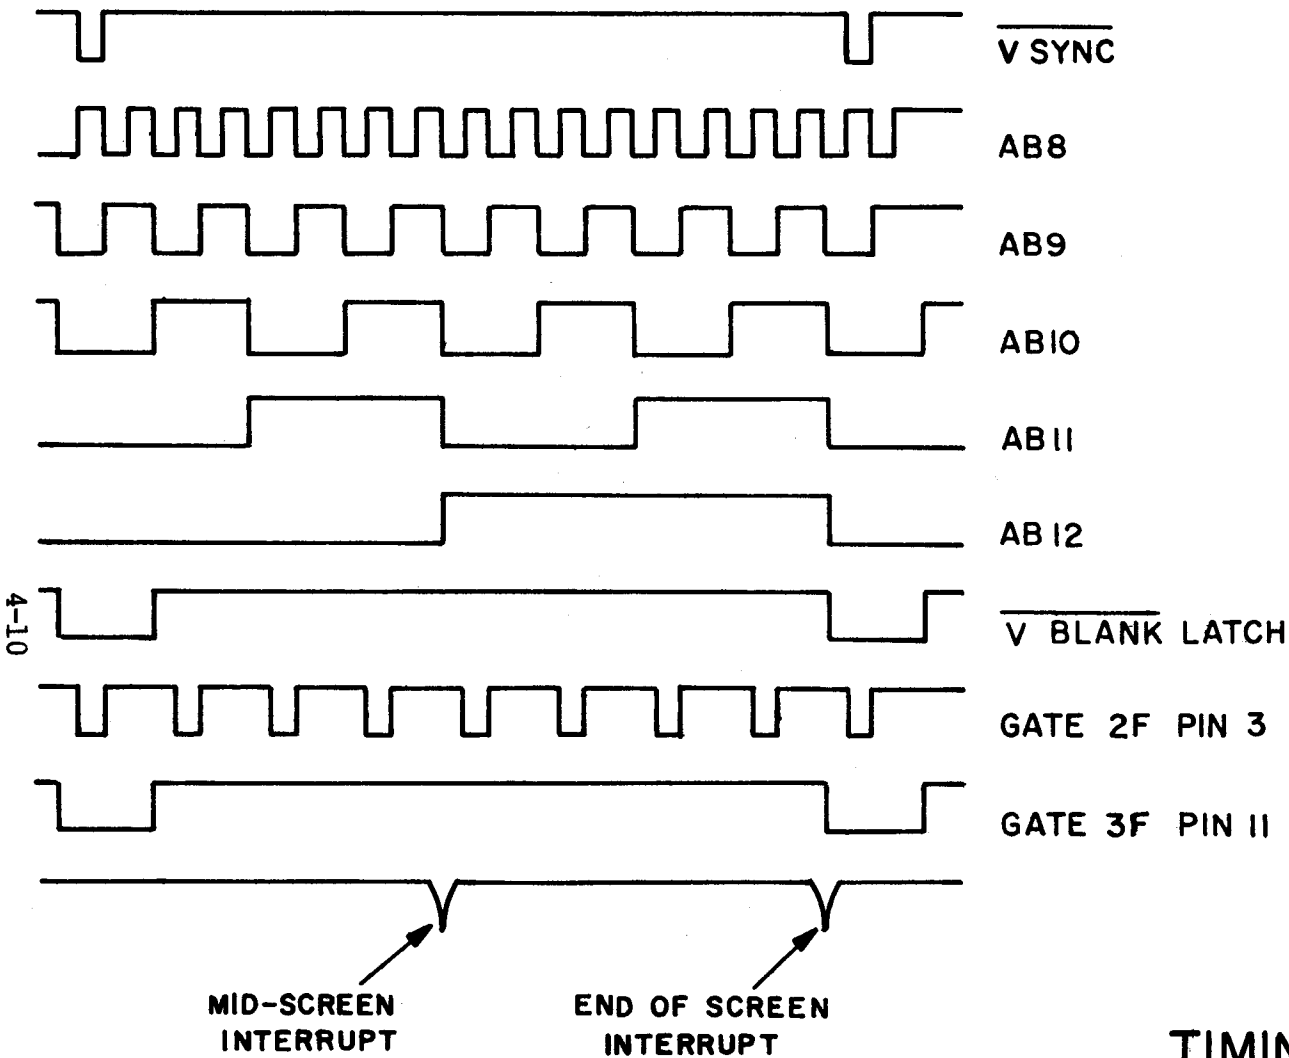 V SYNC
AB8
AB9
AB10
AB11
AB12
V BLANK LATCH
4-10
GATE 2F PIN 3
GATE 3F PIN 11
MID-SCREEN
INTERRUPT
END OF SCREEN
INTERRUPT
TIMIN